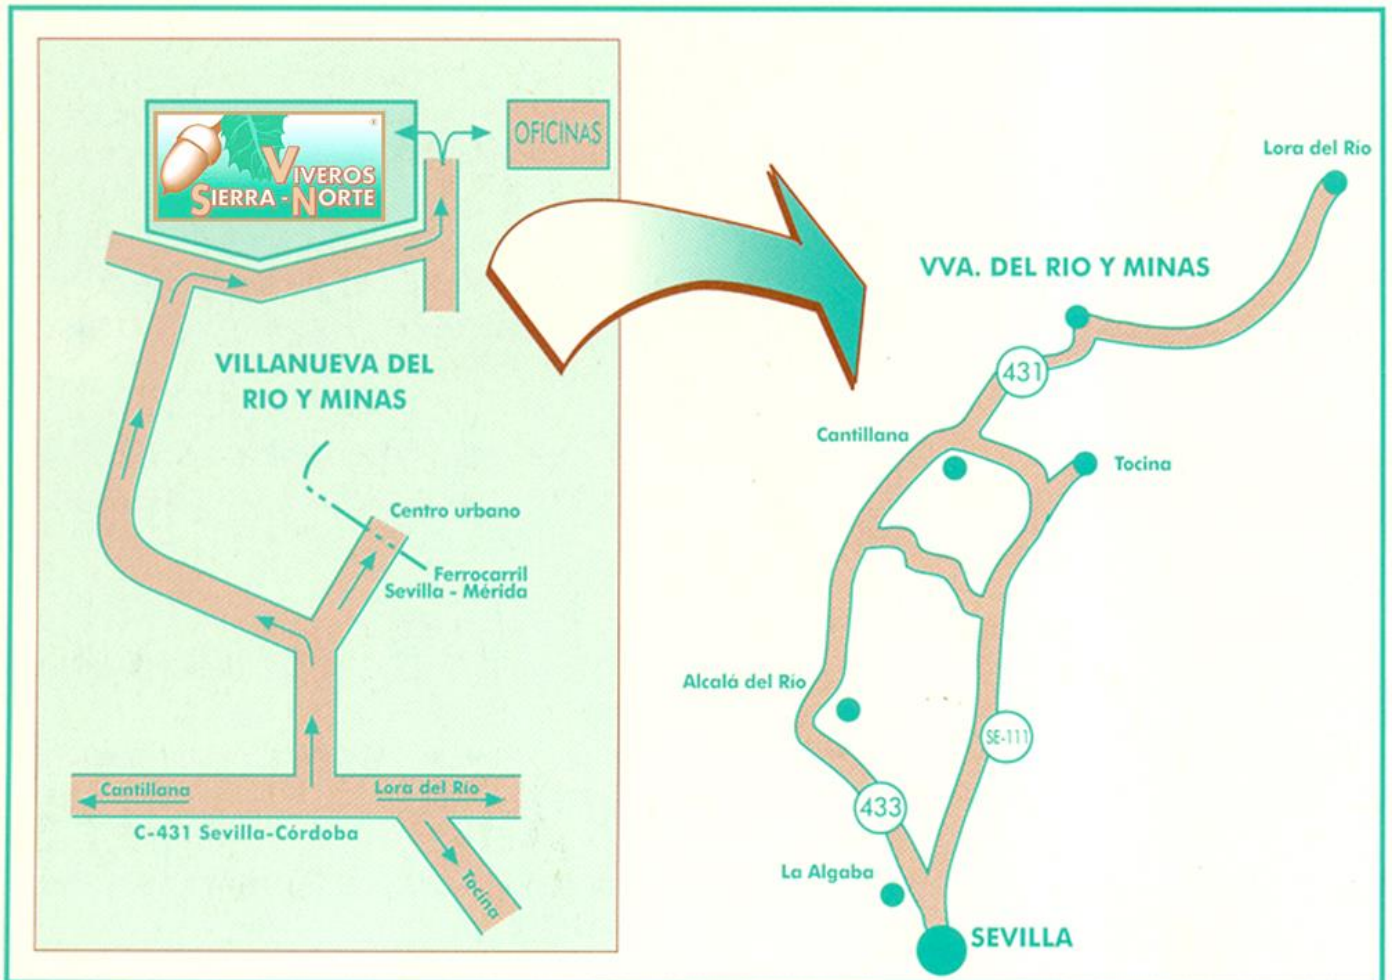 VIVEROS
SIERRA - NORTE
®
OFICINAS
VILLANUEVA DEL
RIO Y MINAS
Centro urbano
Ferrocarril
Sevilla - Mérida
Cantillana
Lora del Río
C-431 Sevilla-Córdoba
Tocina
Lora del Río
VVA. DEL RIO Y MINAS
431
Cantillana
Tocina
Alcalá del Río
SE-111
433
La Algaba
SEVILLA